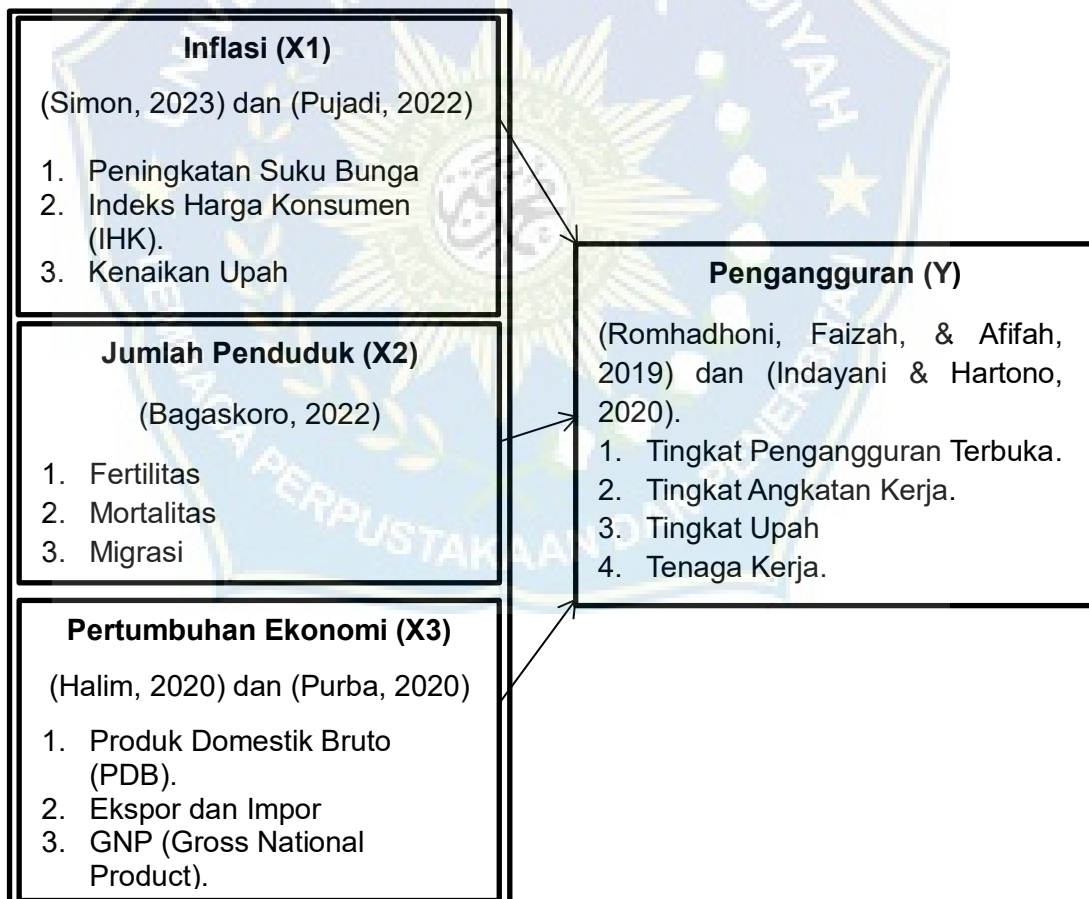 Inflasi (X1)
(Simon, 2023) dan (Pujadi, 2022)
1. Peningkatan Suku Bunga
2. Indeks Harga Konsumen
(IHK).
3. Kenaikan Upah
Jumlah Penduduk (X2)
(Bagaskoro, 2022)
1. Fertilitas
2. Mortalitas
3. Migrasi
Pertumbuhan Ekonomi (X3)
(Halim, 2020) dan (Purba, 2020)
1. Produk Domestik Bruto
(PDB).
2. Ekspor dan Impor
3. GNP (Gross National
Product).
Pengangguran (Y)
(Romhadhoni, Faizah, & Afifah,
2019) dan (Indayani & Hartono,
2020).
1. Tingkat Pengangguran Terbuka.
2. Tingkat Angkatan Kerja.
3. Tingkat Upah
4. Tenaga Kerja.
PERPUSTAKAAN DAN PENERBITAN